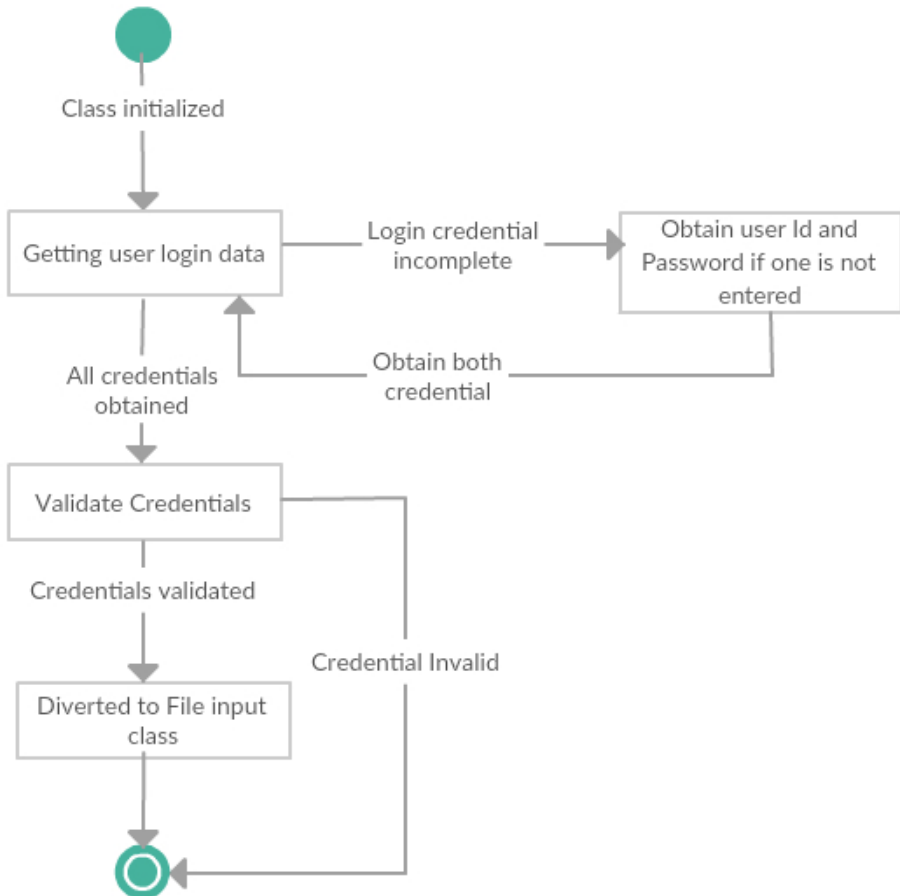 Class initialized
Getting user login data
Login credential
incomplete
Obtain user Id and
Password if one is not
entered
Obtain both
credential
All credentials
obtained
Validate Credentials
Credentials validated
Credential Invalid
Diverted to File input
class